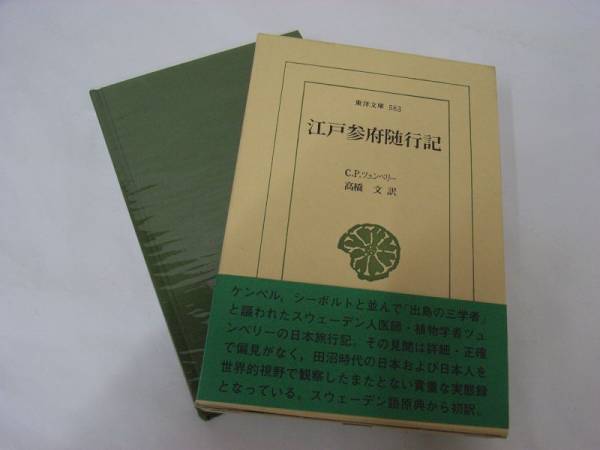 東洋文庫 583
江戸参府随行記
C.P.ツュンベリー
高橋 文 訳
ケンペル，シーボルトと並んで「出島の三学者」
と謳われたスウェーデン人医師・植物学者ツュ
ンベリーの日本旅行記。その見聞は詳細・正確
で偏見がなく，田沼時代の日本および日本人を
世界的視野で観察したまたとない貴重な実態録
となっている。スウェーデン語原典から初訳。